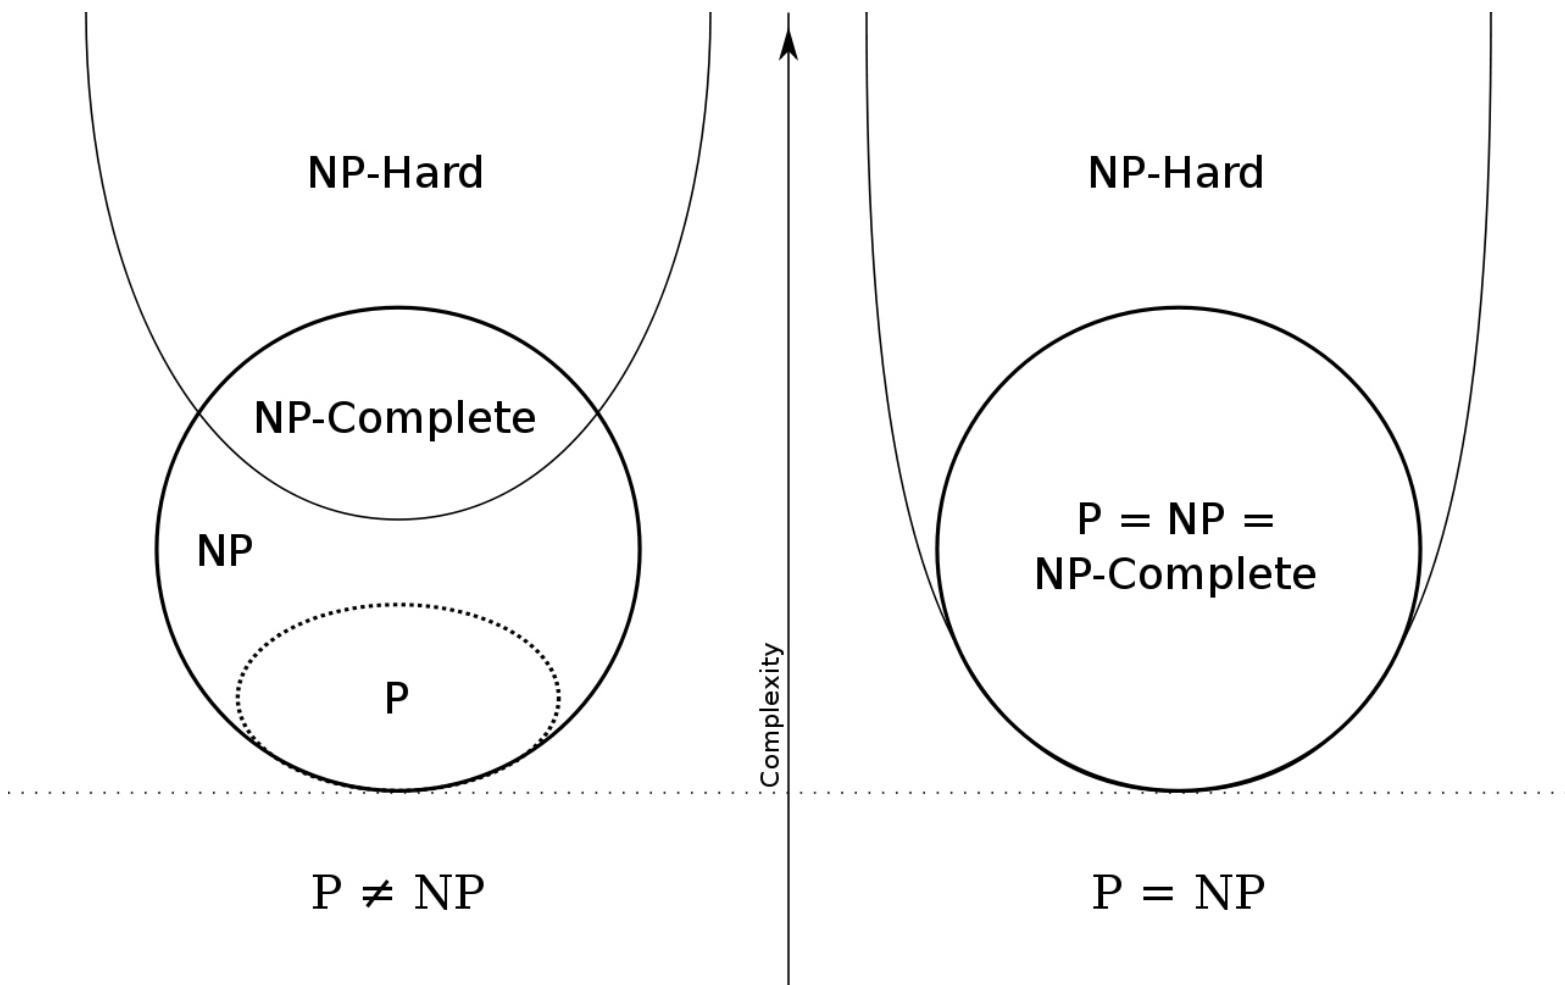 NP-Hard
NP-Complete
NP
P
P ≠ NP
Complexity
NP-Hard
P = NP =
NP-Complete
P = NP